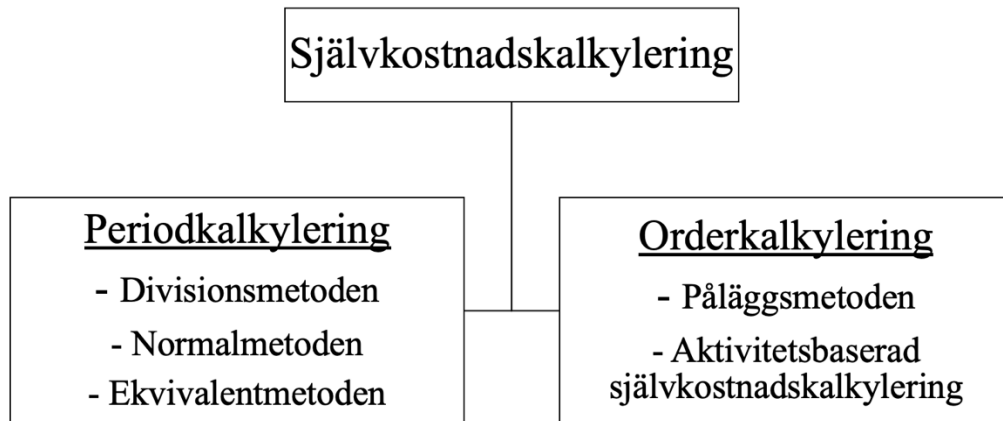 Självkostnadskalkylering
Periodkalkylering
- Divisionsmetoden
- Normalmetoden
- Ekvivalentmetoden
Orderkalkylering
- Påläggsmetoden
- Aktivitetsbaserad
självkostnadskalkylering